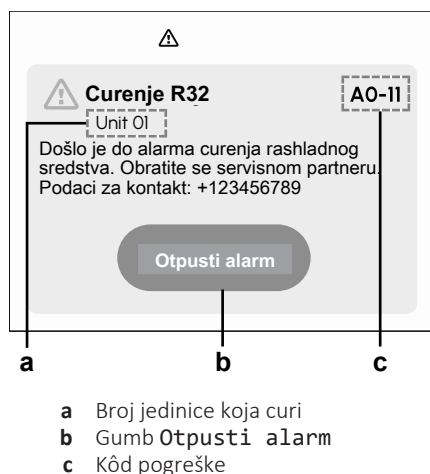 Curenje R32
A0-11
Unit 01
Došlo je do alarma curenja rashladnog
sredstva. Obratite se servisnom partneru.
Podaci za kontakt: +123456789
Otpusti alarm
a
b
c
a Broj jedinice koja curi
b Gumb Otpusti alarm
c Kôd pogreške